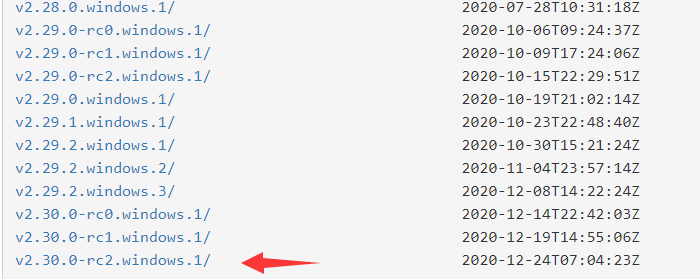 v2.28.0.windows.1/ 2020-07-28T10:31:18Z
v2.29.0-rc0.windows.1/ 2020-10-06T09:24:37Z
v2.29.0-rc1.windows.1/ 2020-10-09T17:24:06Z
v2.29.0-rc2.windows.1/ 2020-10-15T22:29:51Z
v2.29.0.windows.1/ 2020-10-19T21:02:14Z
v2.29.1.windows.1/ 2020-10-23T22:48:40Z
v2.29.2.windows.1/ 2020-10-30T15:21:24Z
v2.29.2.windows.2/ 2020-11-04T23:57:14Z
v2.29.2.windows.3/ 2020-12-08T14:22:24Z
v2.30.0-rc0.windows.1/ 2020-12-14T22:42:03Z
v2.30.0-rc1.windows.1/ 2020-12-19T14:55:06Z
v2.30.0-rc2.windows.1/ 2020-12-24T07:04:23Z